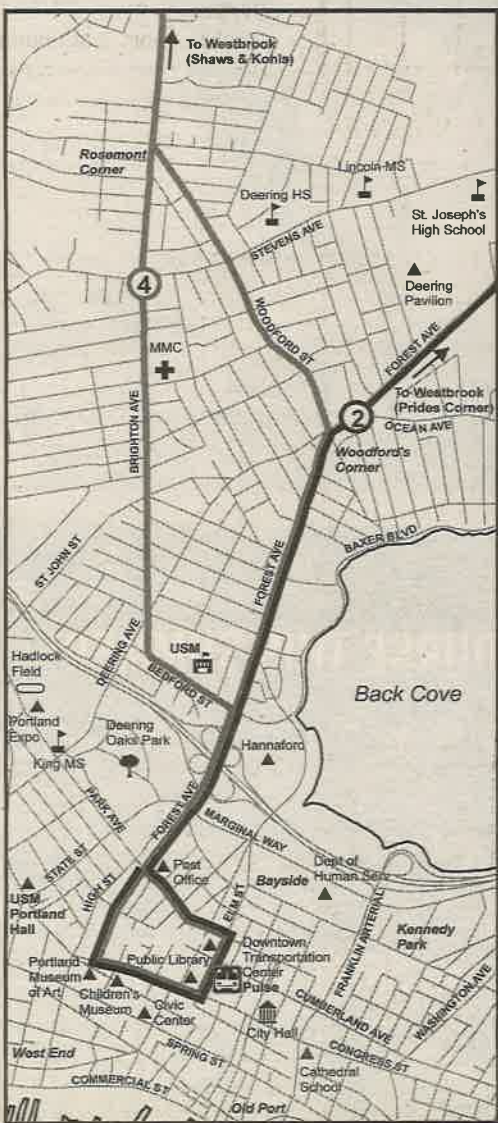 To Westbrook
(Shaws & Kohls)
Rosemont
Corner
Lincoln MS
Deering HS
St. Joseph's
High School
STEVENS AVE
4
Deering
Pavilion
WOODFORD ST
MMC
FOREST AVE
To Westbrook
(Prides Corner)
2
OCEAN AVE
BRIGHTON AVE
Woodford's
Corner
BAXER BLVD
ST JOHN ST
FOREST AVE
DEERING AVE
USM
BEDFORD ST
Hadlock
Field
Back Cove
Portland
Expo
Deering
Oaks Park
Hannaford
King MS
PARK AVE
FOREST AVE
MARGINAL WAY
STATE ST
HIGH ST
Post
Office
Dept of
Human Serv
Bayside
ELM ST
USM
Portland
Hall
FRANKLIN ARTERIAL
Kennedy
Park
Portland
Museum
of Art
Public Library
Downtown
Transportation
Center
Pulse
Children's
Museum
Civic
Center
City Hall
CUMBERLAND AVE
WASHINGTON AVE
CONGRESS ST
West End
SPRING ST
Cathedral
School
COMMERCIAL ST
Old Port